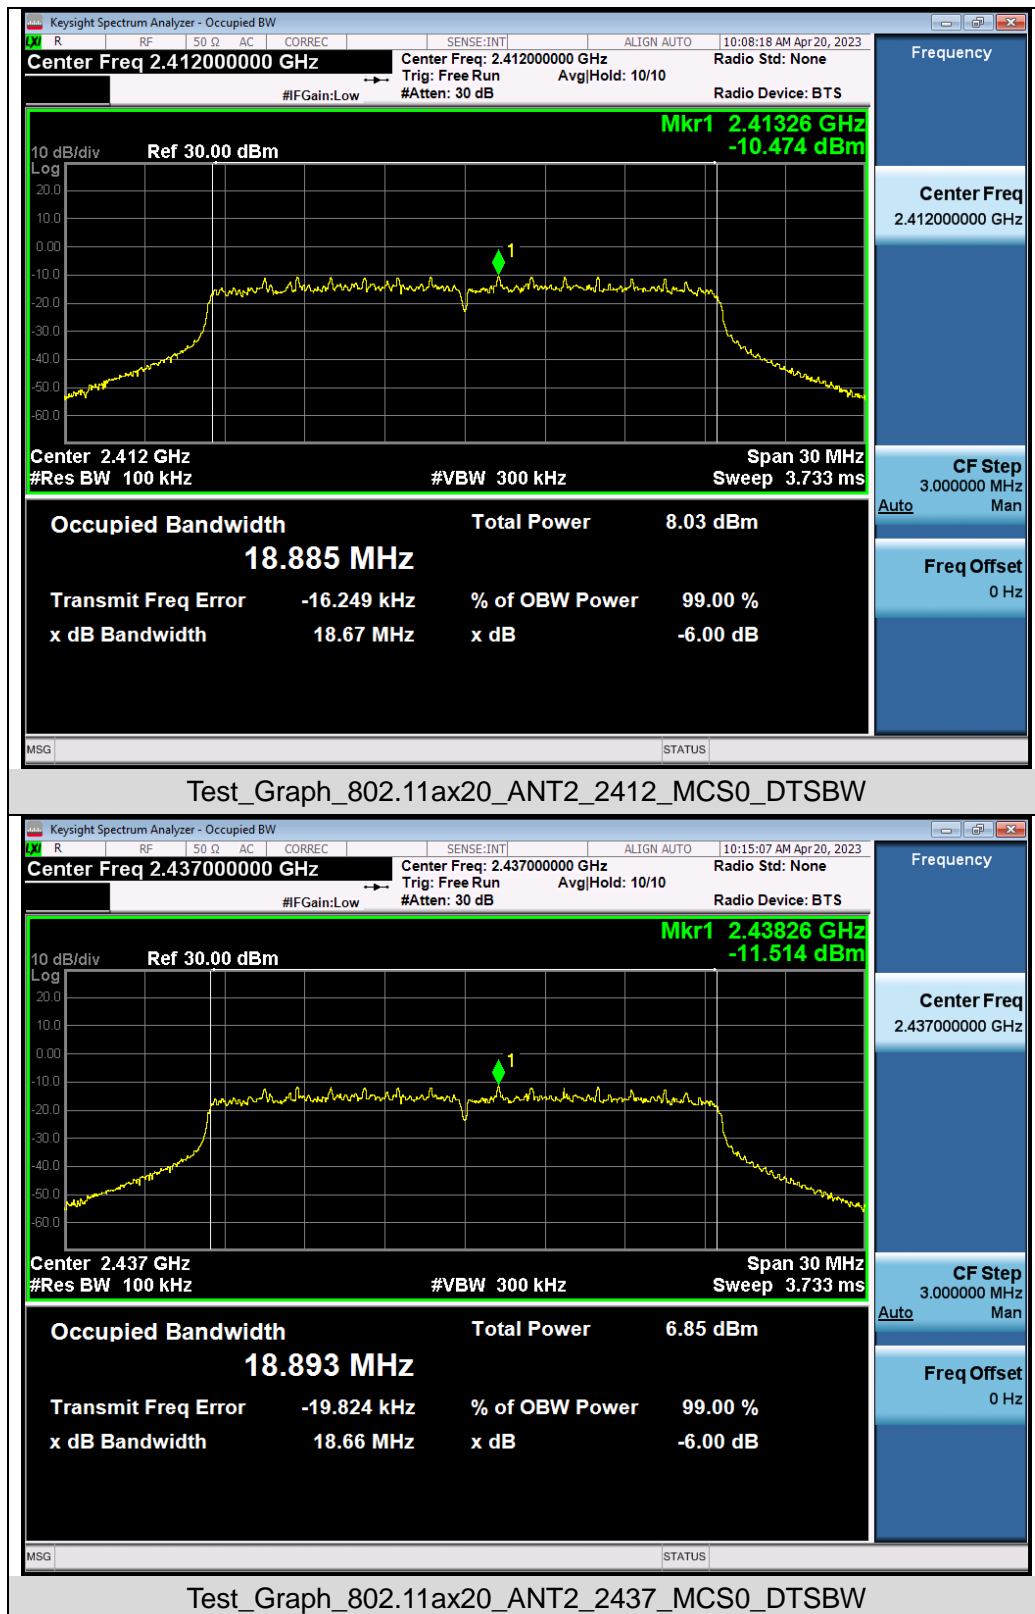 Keysight Spectrum Analyzer - Occupied BW
LXI R RF 50 Ω AC CORREC SENSE:INT ALIGN AUTO 10:08:18 AM Apr 20, 2023
Center Freq 2.412000000 GHz
Center Freq: 2.412000000 GHz
Radio Std: None
Trig: Free Run Avg|Hold: 10/10
#IFGain:Low #Atten: 30 dB Radio Device: BTS
Frequency
Mkr1 2.41326 GHz
-10.474 dBm
10 dB/div Ref 30.00 dBm
Log
20.0
10.0
0.00
-10.0
-20.0
-30.0
-40.0
-50.0
-60.0
1
Center 2.412 GHz Span 30 MHz
#Res BW 100 kHz #VBW 300 kHz Sweep 3.733 ms
Center Freq
2.412000000 GHz
CF Step
3.000000 MHz
Auto Man
Freq Offset
0 Hz
Occupied Bandwidth Total Power 8.03 dBm
18.885 MHz
Transmit Freq Error -16.249 kHz % of OBW Power 99.00 %
x dB Bandwidth 18.67 MHz x dB -6.00 dB
MSG STATUS
Test_Graph_802.11ax20_ANT2_2412_MCS0_DTSBW
Keysight Spectrum Analyzer - Occupied BW
LXI R RF 50 Ω AC CORREC SENSE:INT ALIGN AUTO 10:15:07 AM Apr 20, 2023
Center Freq 2.437000000 GHz
Center Freq: 2.437000000 GHz
Radio Std: None
Trig: Free Run Avg|Hold: 10/10
#IFGain:Low #Atten: 30 dB Radio Device: BTS
Frequency
Mkr1 2.43826 GHz
-11.514 dBm
10 dB/div Ref 30.00 dBm
Log
20.0
10.0
0.00
-10.0
-20.0
-30.0
-40.0
-50.0
-60.0
1
Center 2.437 GHz Span 30 MHz
#Res BW 100 kHz #VBW 300 kHz Sweep 3.733 ms
Center Freq
2.437000000 GHz
CF Step
3.000000 MHz
Auto Man
Freq Offset
0 Hz
Occupied Bandwidth Total Power 6.85 dBm
18.893 MHz
Transmit Freq Error -19.824 kHz % of OBW Power 99.00 %
x dB Bandwidth 18.66 MHz x dB -6.00 dB
MSG STATUS
Test_Graph_802.11ax20_ANT2_2437_MCS0_DTSBW